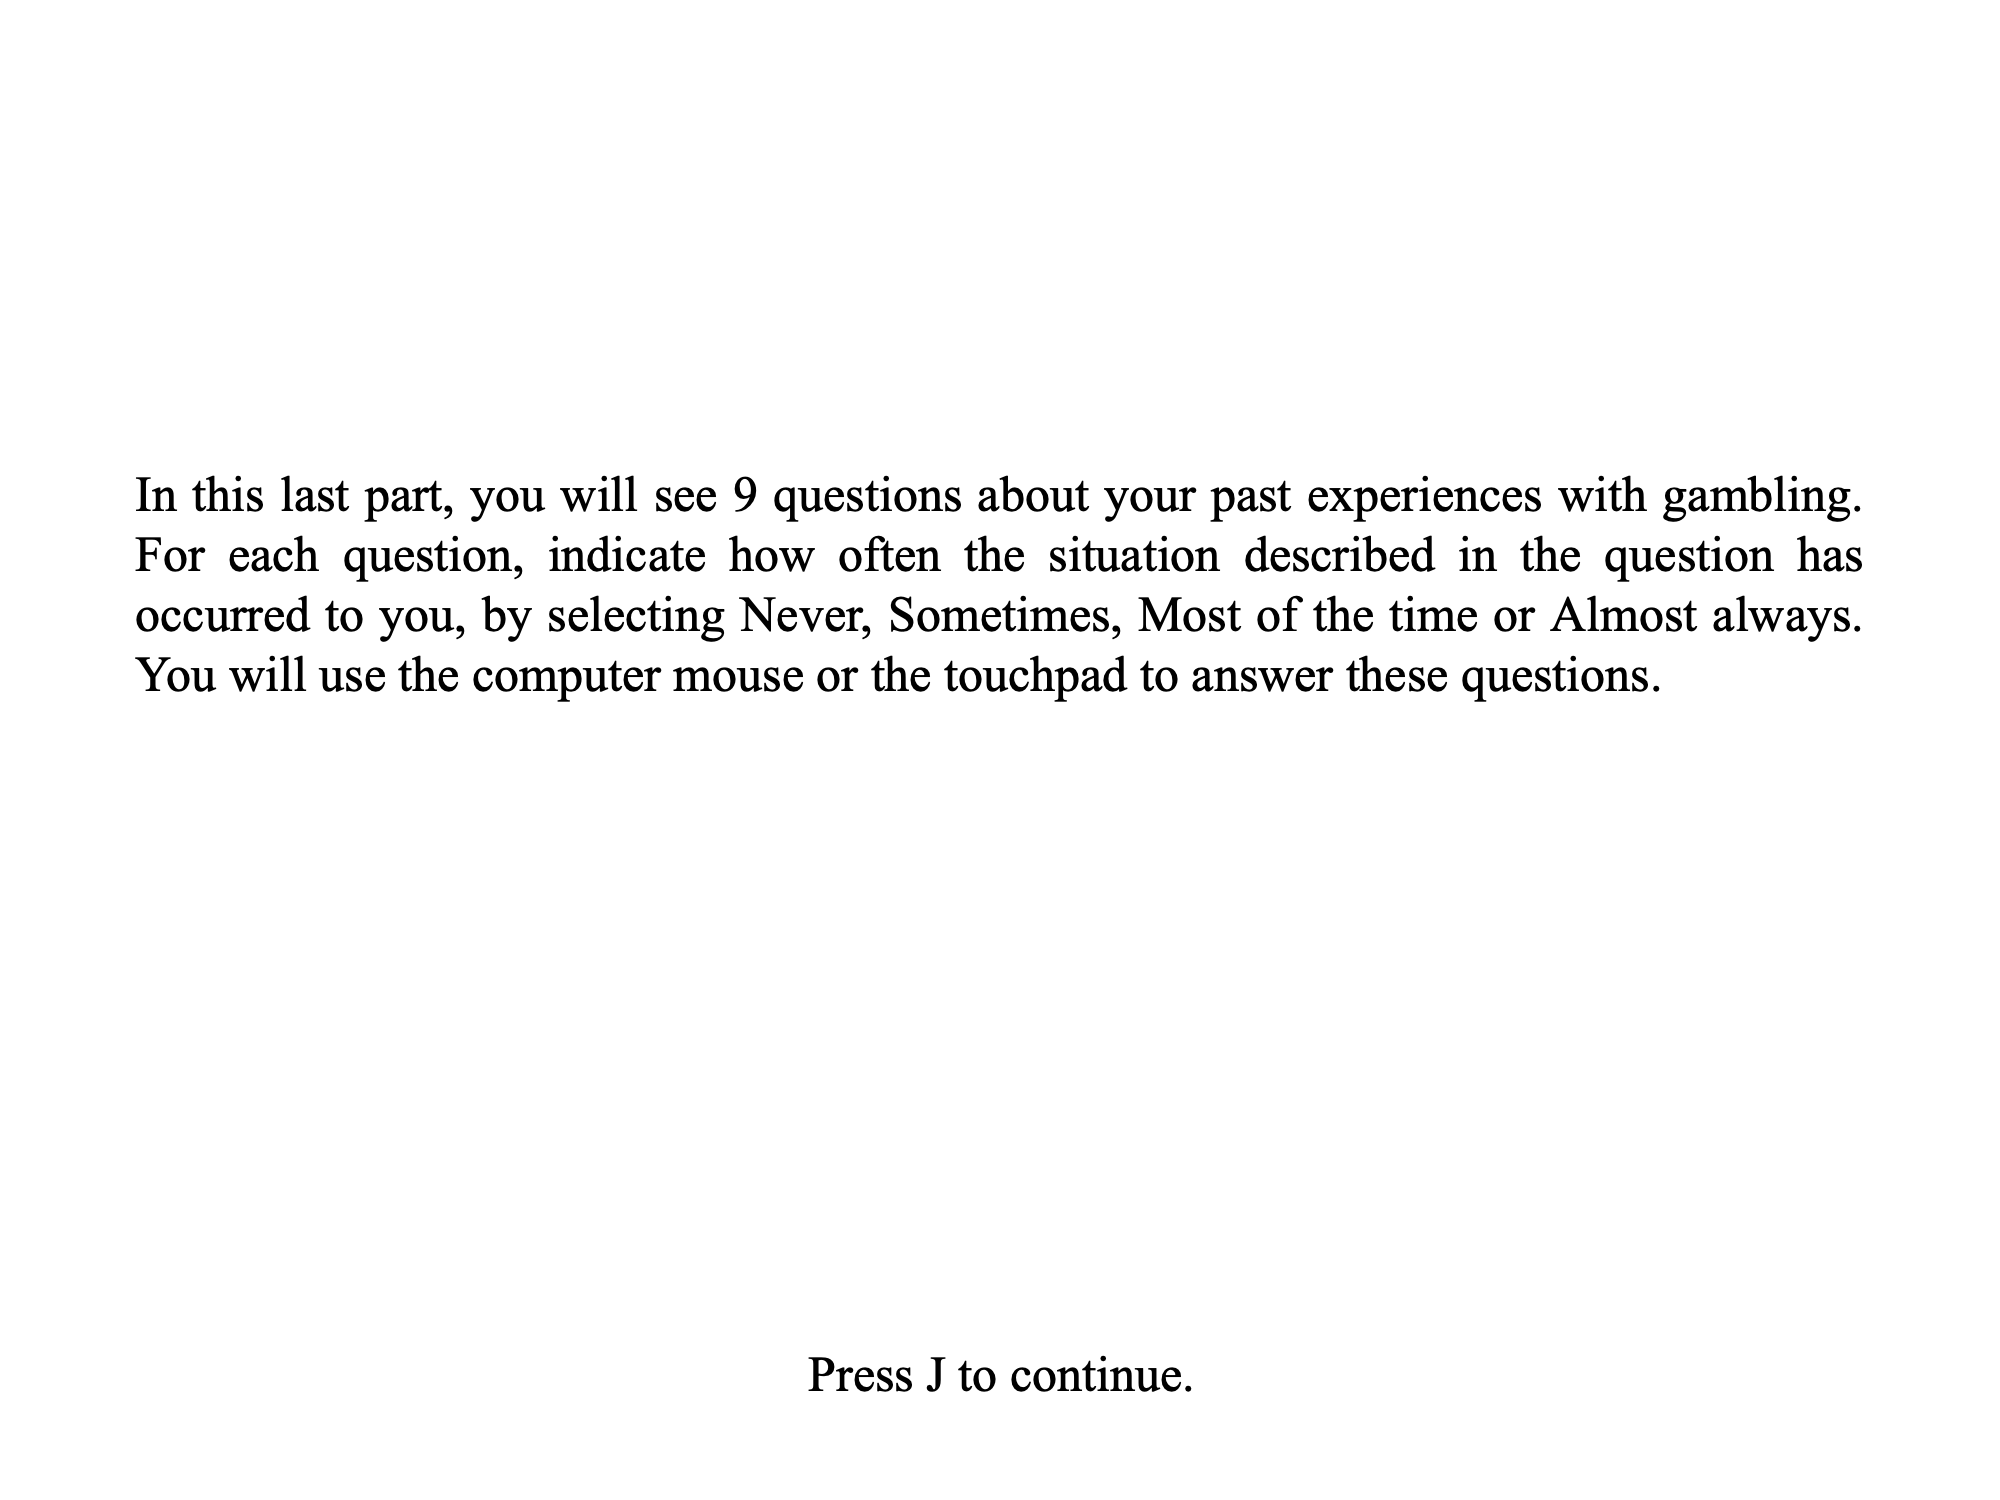 In this last part, you will see 9 questions about your past experiences with gambling.
For each question, indicate how often the situation described in the question has
occurred to you, by selecting Never, Sometimes, Most of the time or Almost always.
You will use the computer mouse or the touchpad to answer these questions.
Press J to continue.